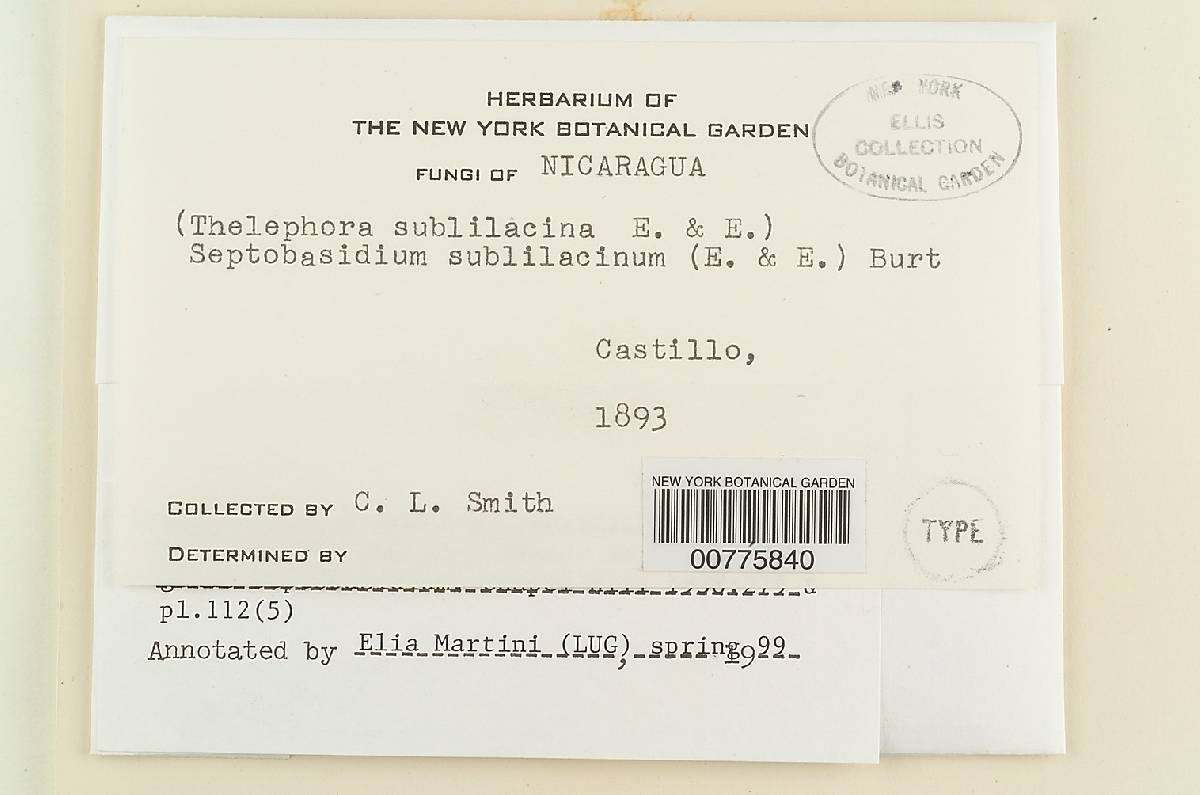 HERBARIUM OF
THE NEW YORK BOTANICAL GARDEN
FUNGI OF NICARAGUA
NEW YORK
ELLIS
COLLECTION
BOTANICAL GARDEN
(Thelephora sublilacina E. & E.)
Septobasidium sublilacinum (E. & E.) Burt
Castillo,
1893
COLLECTED BY C. L. Smith
DETERMINED BY
NEW YORK BOTANICAL GARDEN
00775840
TYPE
pl.112(5)
Annotated by Elia Martini (LUG), spring 99